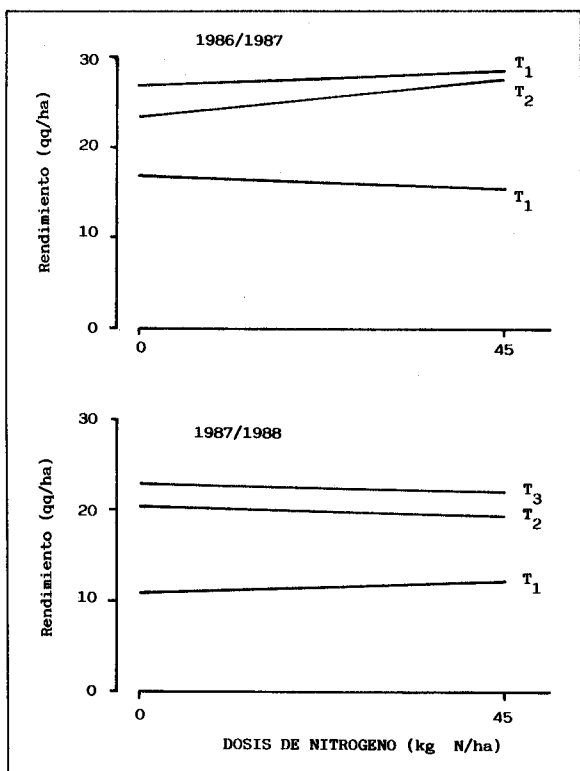 1986/1987
30
20
10
0
Rendimiento (qq/ha)
T1
T2
T1
0 45
1987/1988
30
20
10
0
Rendimiento (qq/ha)
T3
T2
T1
0 45
DOSIS DE NITROGENO (kg N/ha)